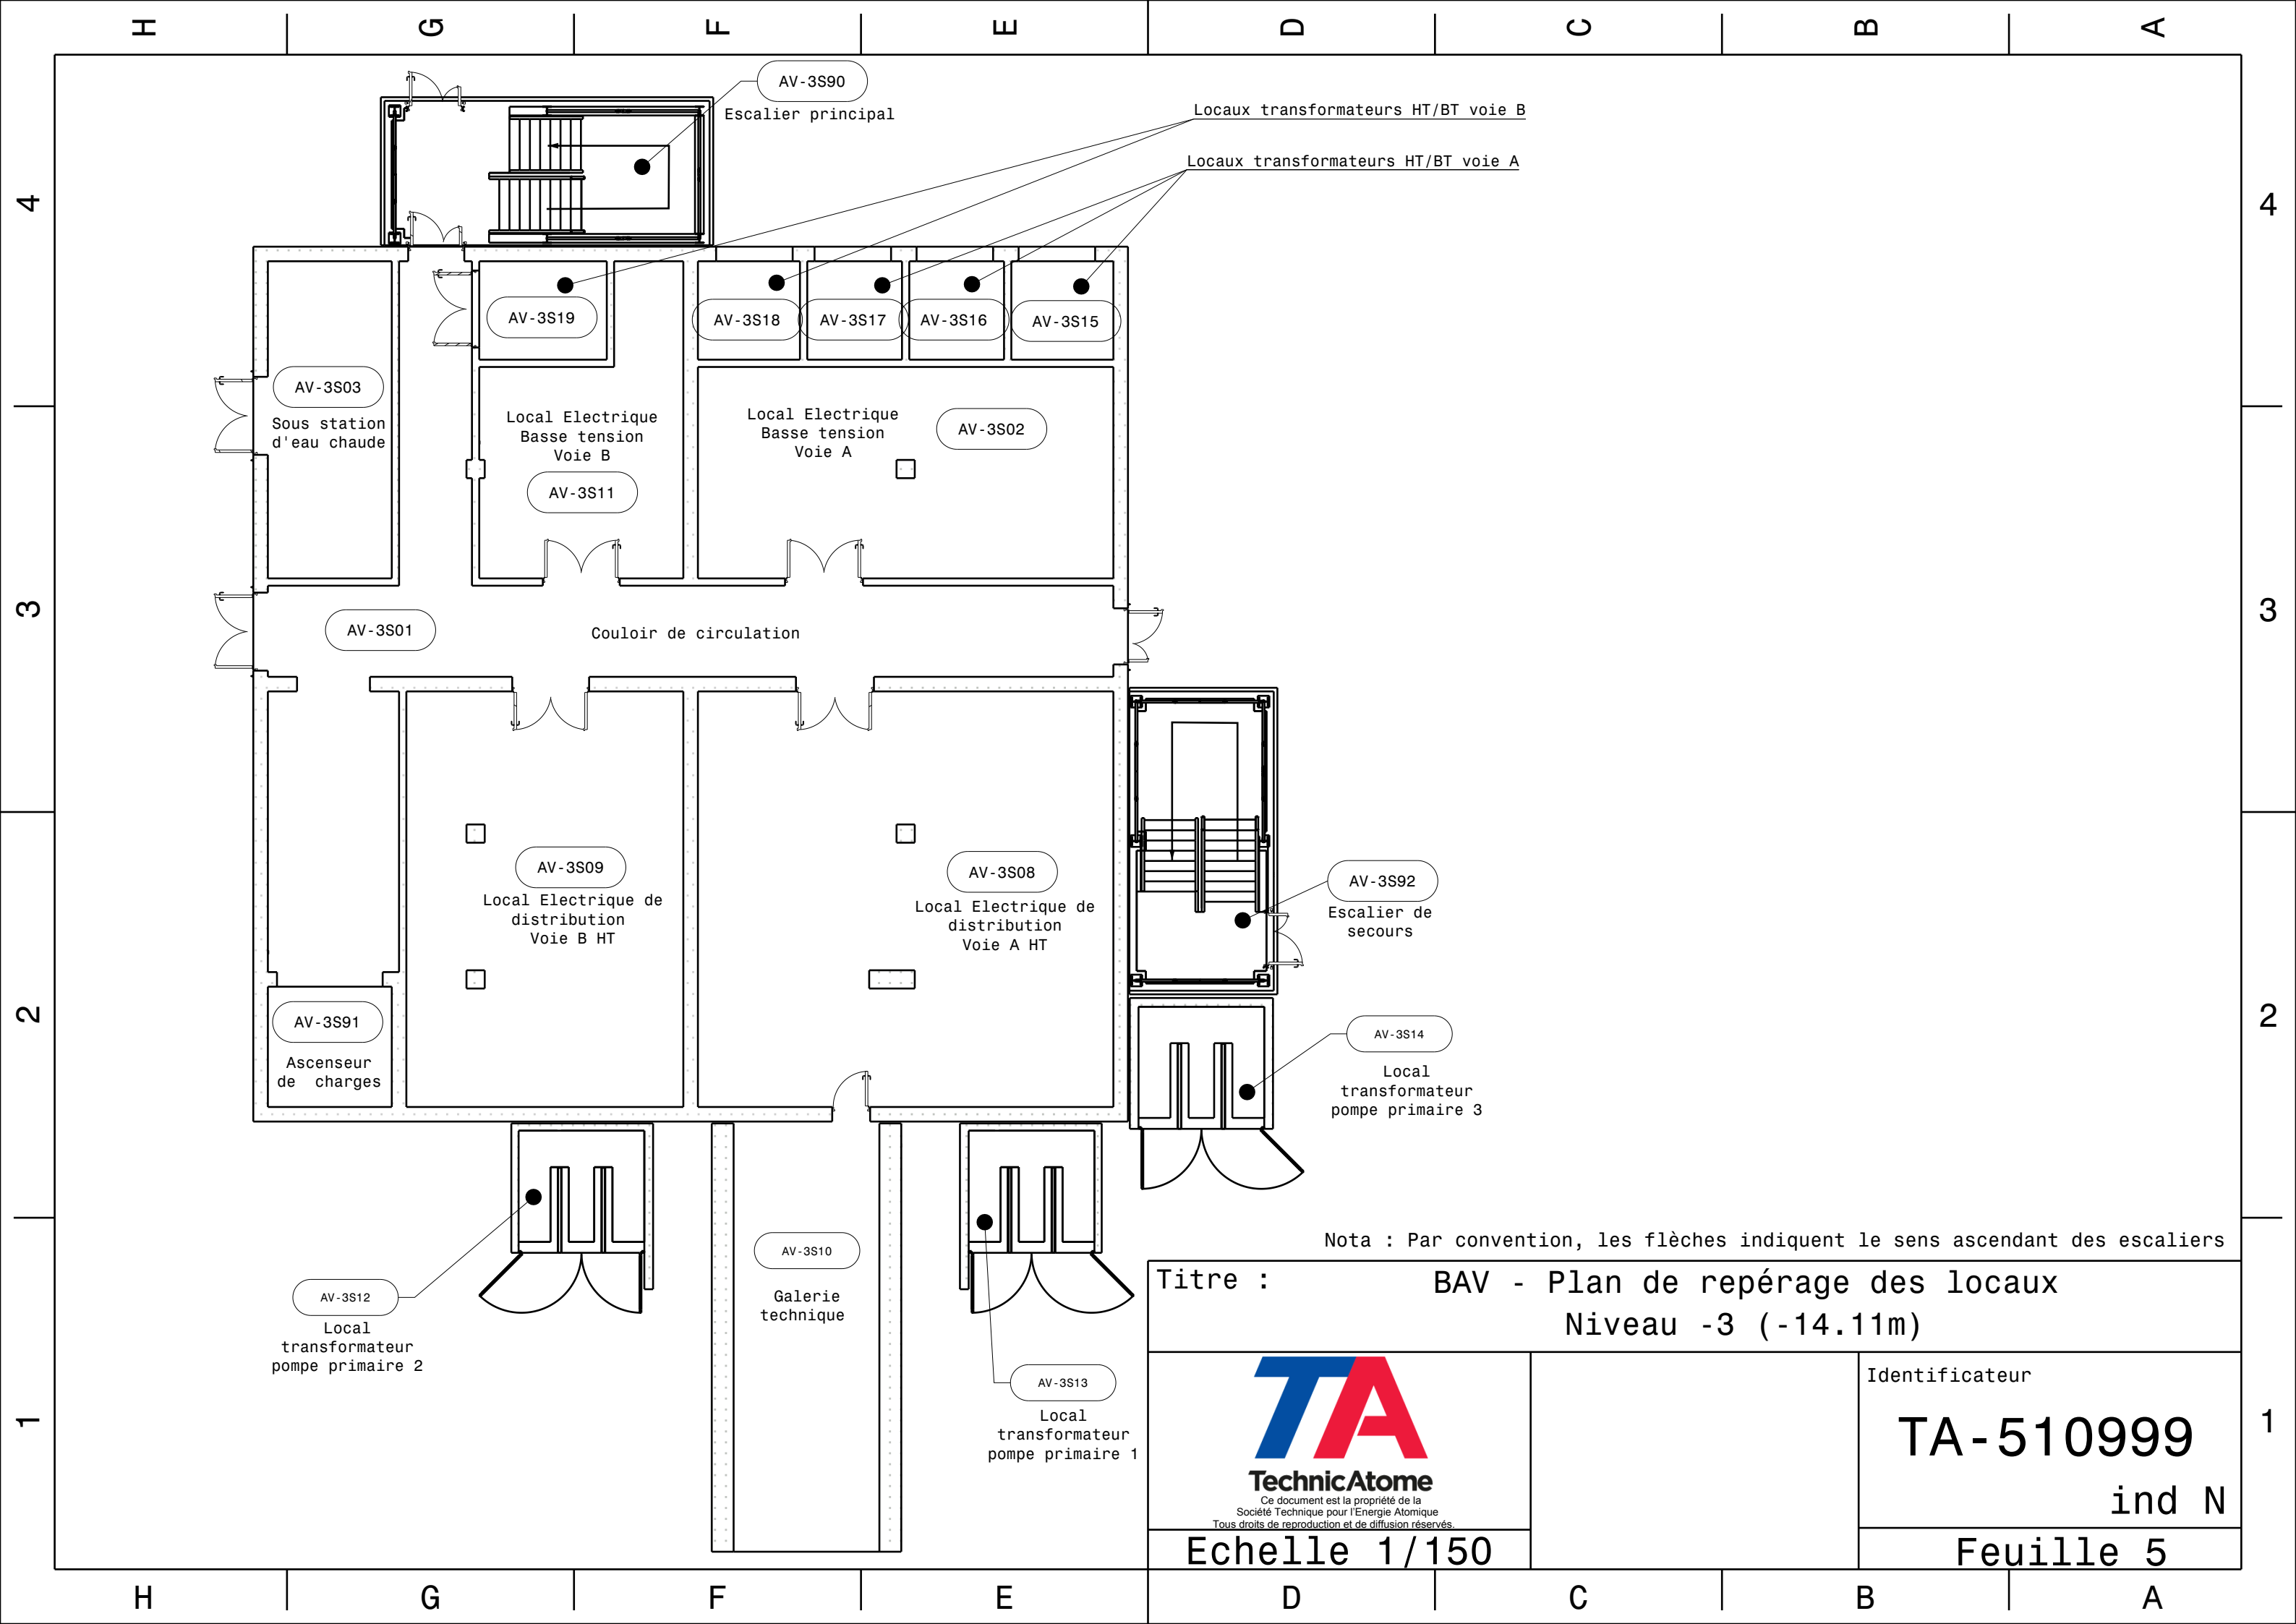 H G F E D C B A
AV-3S90
Escalier principal
Locaux transformateurs HT/BT voie B
Locaux transformateurs HT/BT voie A
4
4
AV-3S19
AV-3S18
AV-3S17
AV-3S16
AV-3S15
AV-3S03
Sous station
d'eau chaude
Local Electrique
Basse tension
Voie B
AV-3S11
Local Electrique
Basse tension
Voie A
AV-3S02
3
3
AV-3S01
Couloir de circulation
AV-3S09
Local Electrique de
distribution
Voie B HT
AV-3S08
Local Electrique de
distribution
Voie A HT
AV-3S92
Escalier de
secours
2
2
AV-3S91
Ascenseur
de charges
AV-3S14
Local
transformateur
pompe primaire 3
AV-3S12
Local
transformateur
pompe primaire 2
AV-3S10
Galerie
technique
AV-3S13
Local
transformateur
pompe primaire 1
1
1
Nota : Par convention, les flèches indiquent le sens ascendant des escaliers
Titre :
BAV - Plan de repérage des locaux
Niveau -3 (-14.11m)
TA
TechnicAtome
Ce document est la propriété de la
Société Technique pour l'Energie Atomique
Tous droits de reproduction et de diffusion réservés.
Echelle 1/150
Identificateur
TA-510999
ind N
Feuille 5
H G F E D C B A